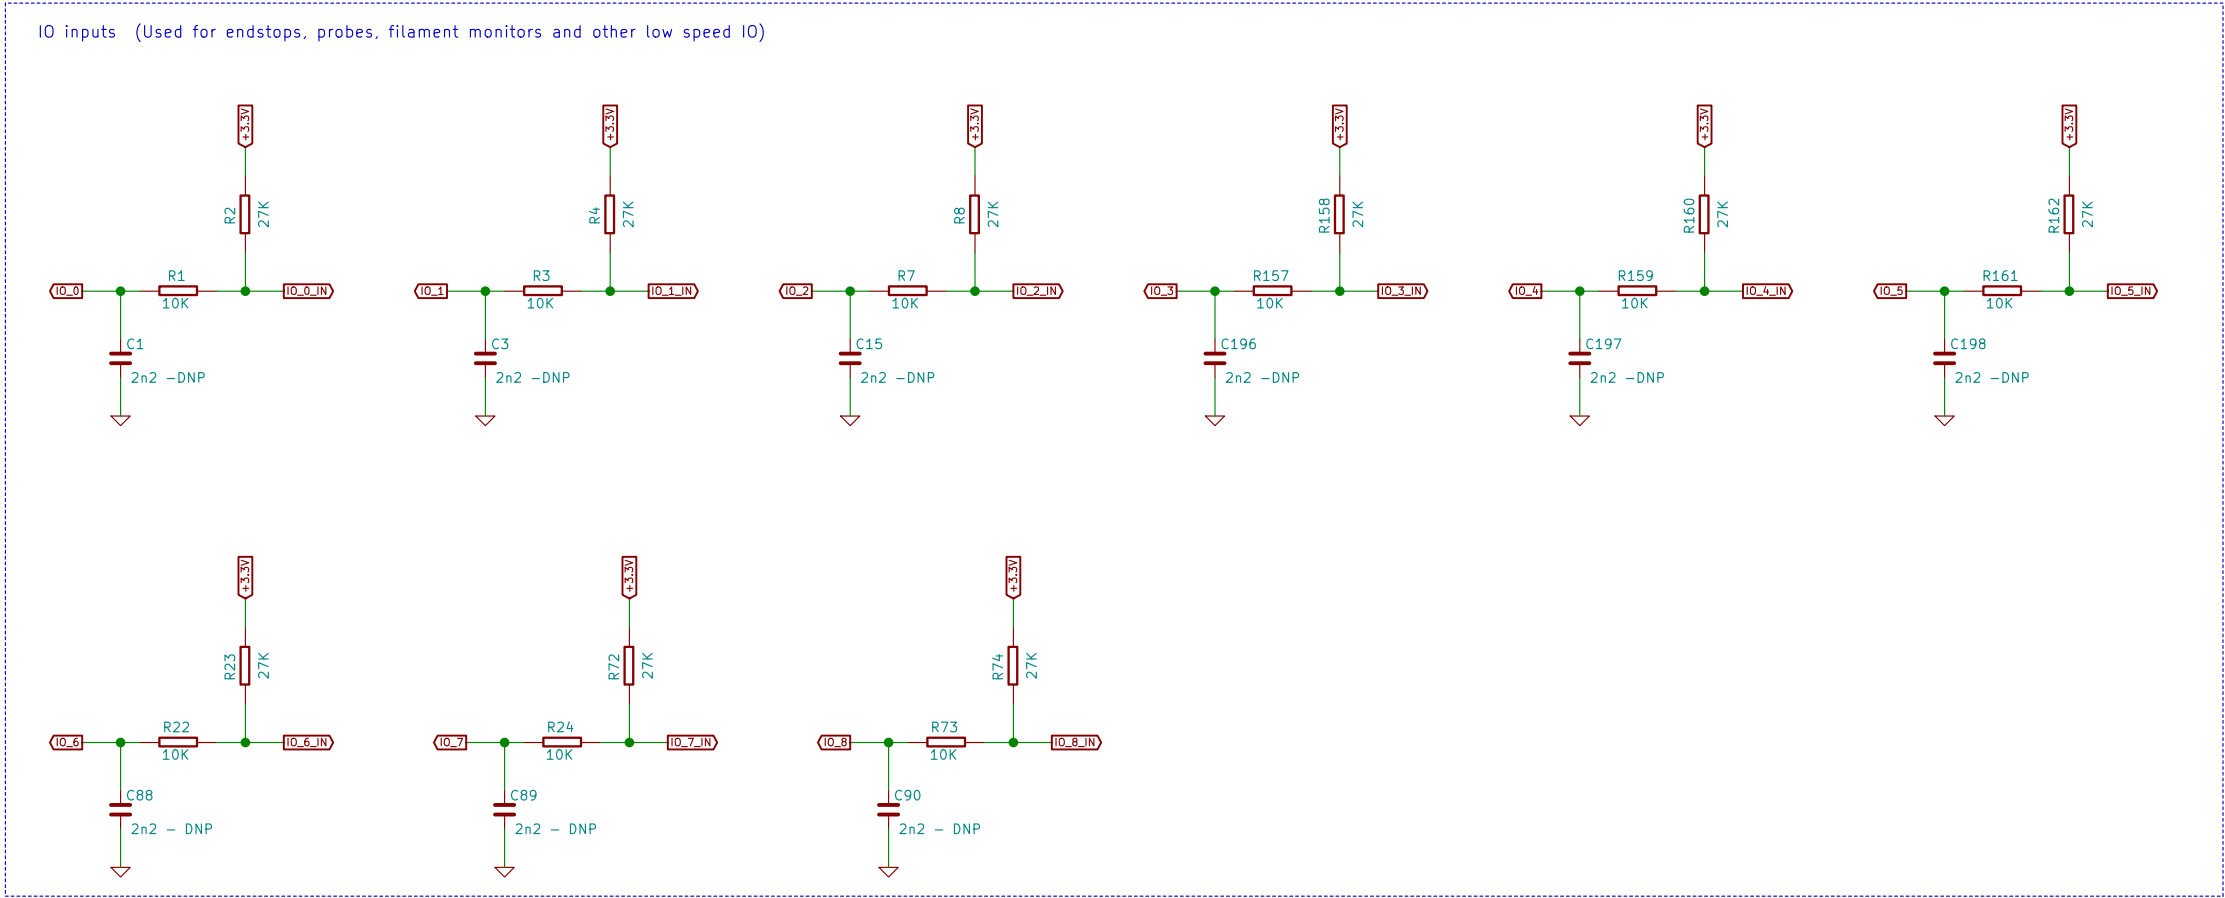 IO inputs  (Used for endstops, probes, filament monitors and other low speed IO)
+3.3V +3.3V +3.3V +3.3V +3.3V +3.3V
R2 27K R4 27K R8 27K R158 27K R160 27K R162 27K
R1 R3 R7 R157 R159 R161
IO_0 IO_0_IN IO_1 IO_1_IN IO_2 IO_2_IN IO_3 IO_3_IN IO_4 IO_4_IN IO_5 IO_5_IN
10K 10K 10K 10K 10K 10K
C1 C3 C15 C196 C197 C198
2n2 -DNP 2n2 -DNP 2n2 -DNP 2n2 -DNP 2n2 -DNP 2n2 -DNP
+3.3V +3.3V +3.3V
R23 27K R72 27K R74 27K
R22 R24 R73
IO_6 IO_6_IN IO_7 IO_7_IN IO_8 IO_8_IN
10K 10K 10K
C88 C89 C90
2n2 - DNP 2n2 - DNP 2n2 - DNP